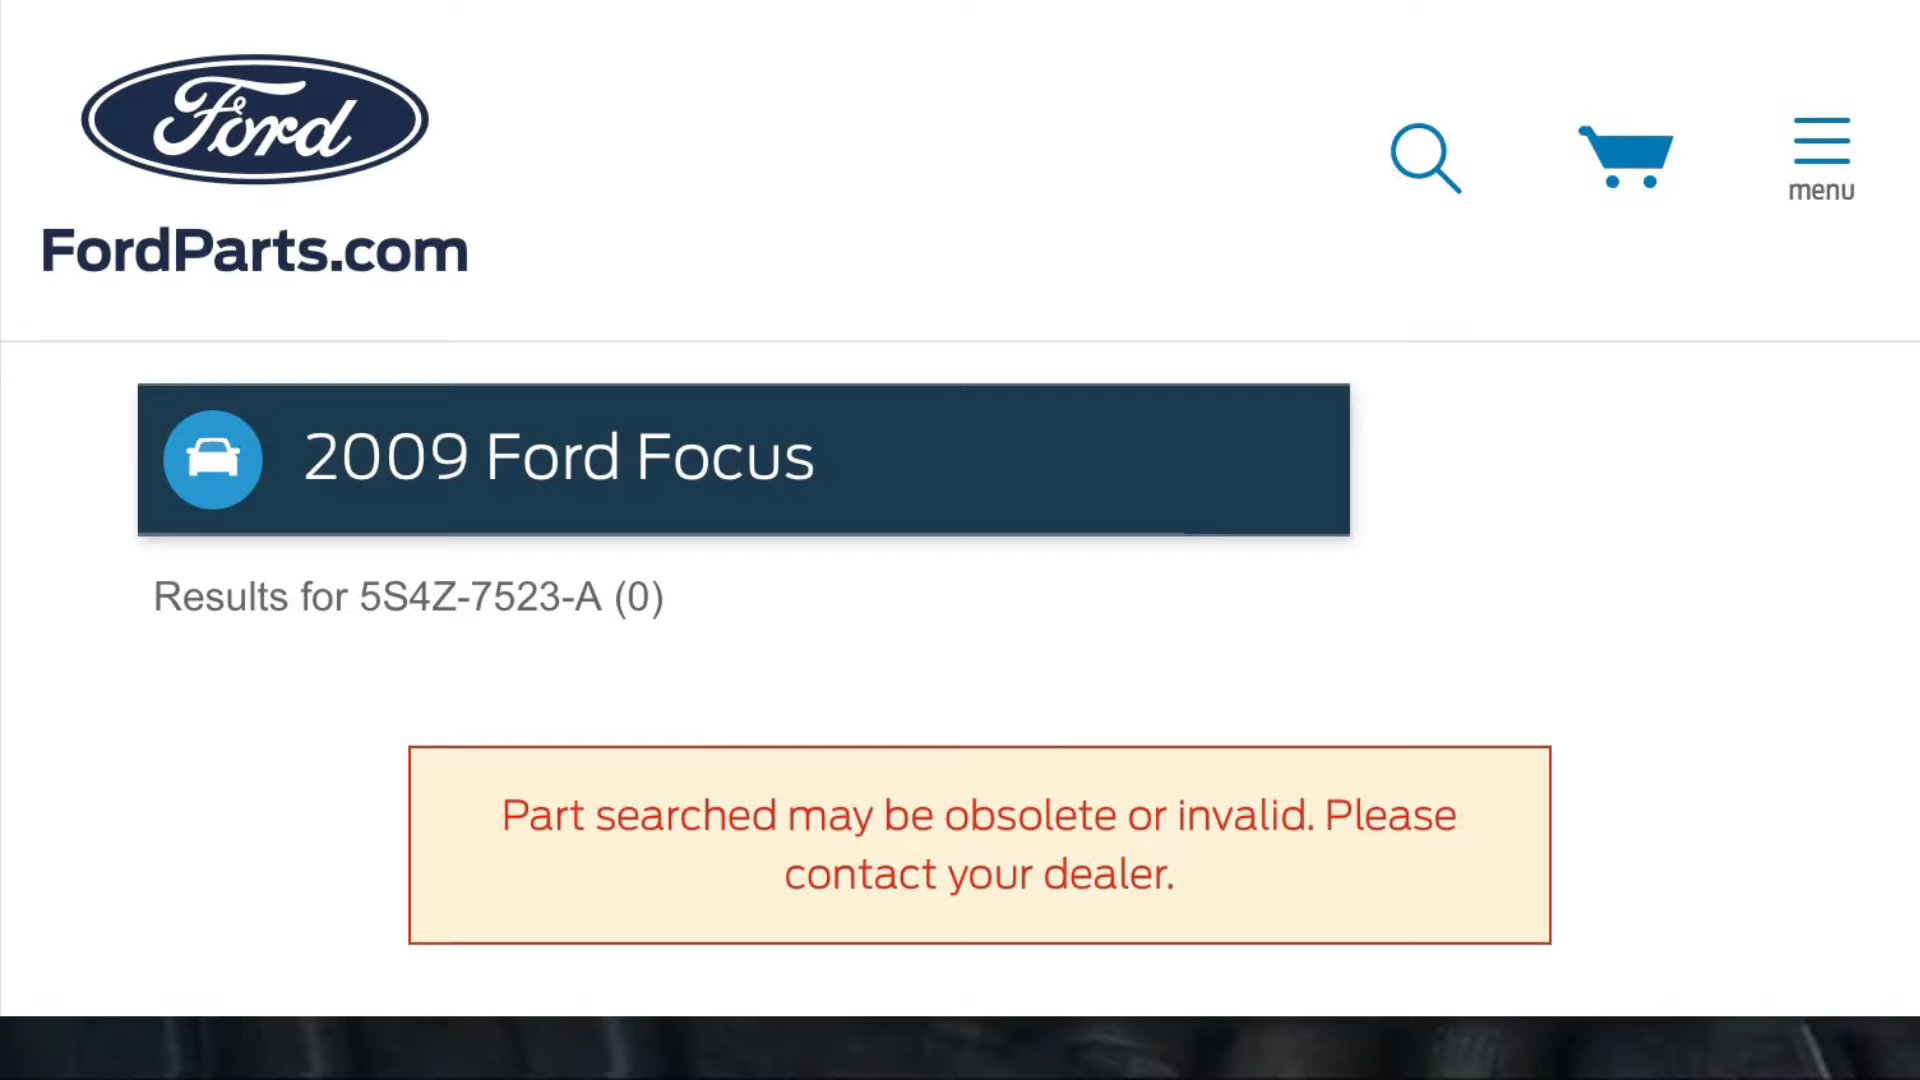 Ford
FordParts.com
menu
2009 Ford Focus
Results for 5S4Z-7523-A (0)
Part searched may be obsolete or invalid. Please
contact your dealer.